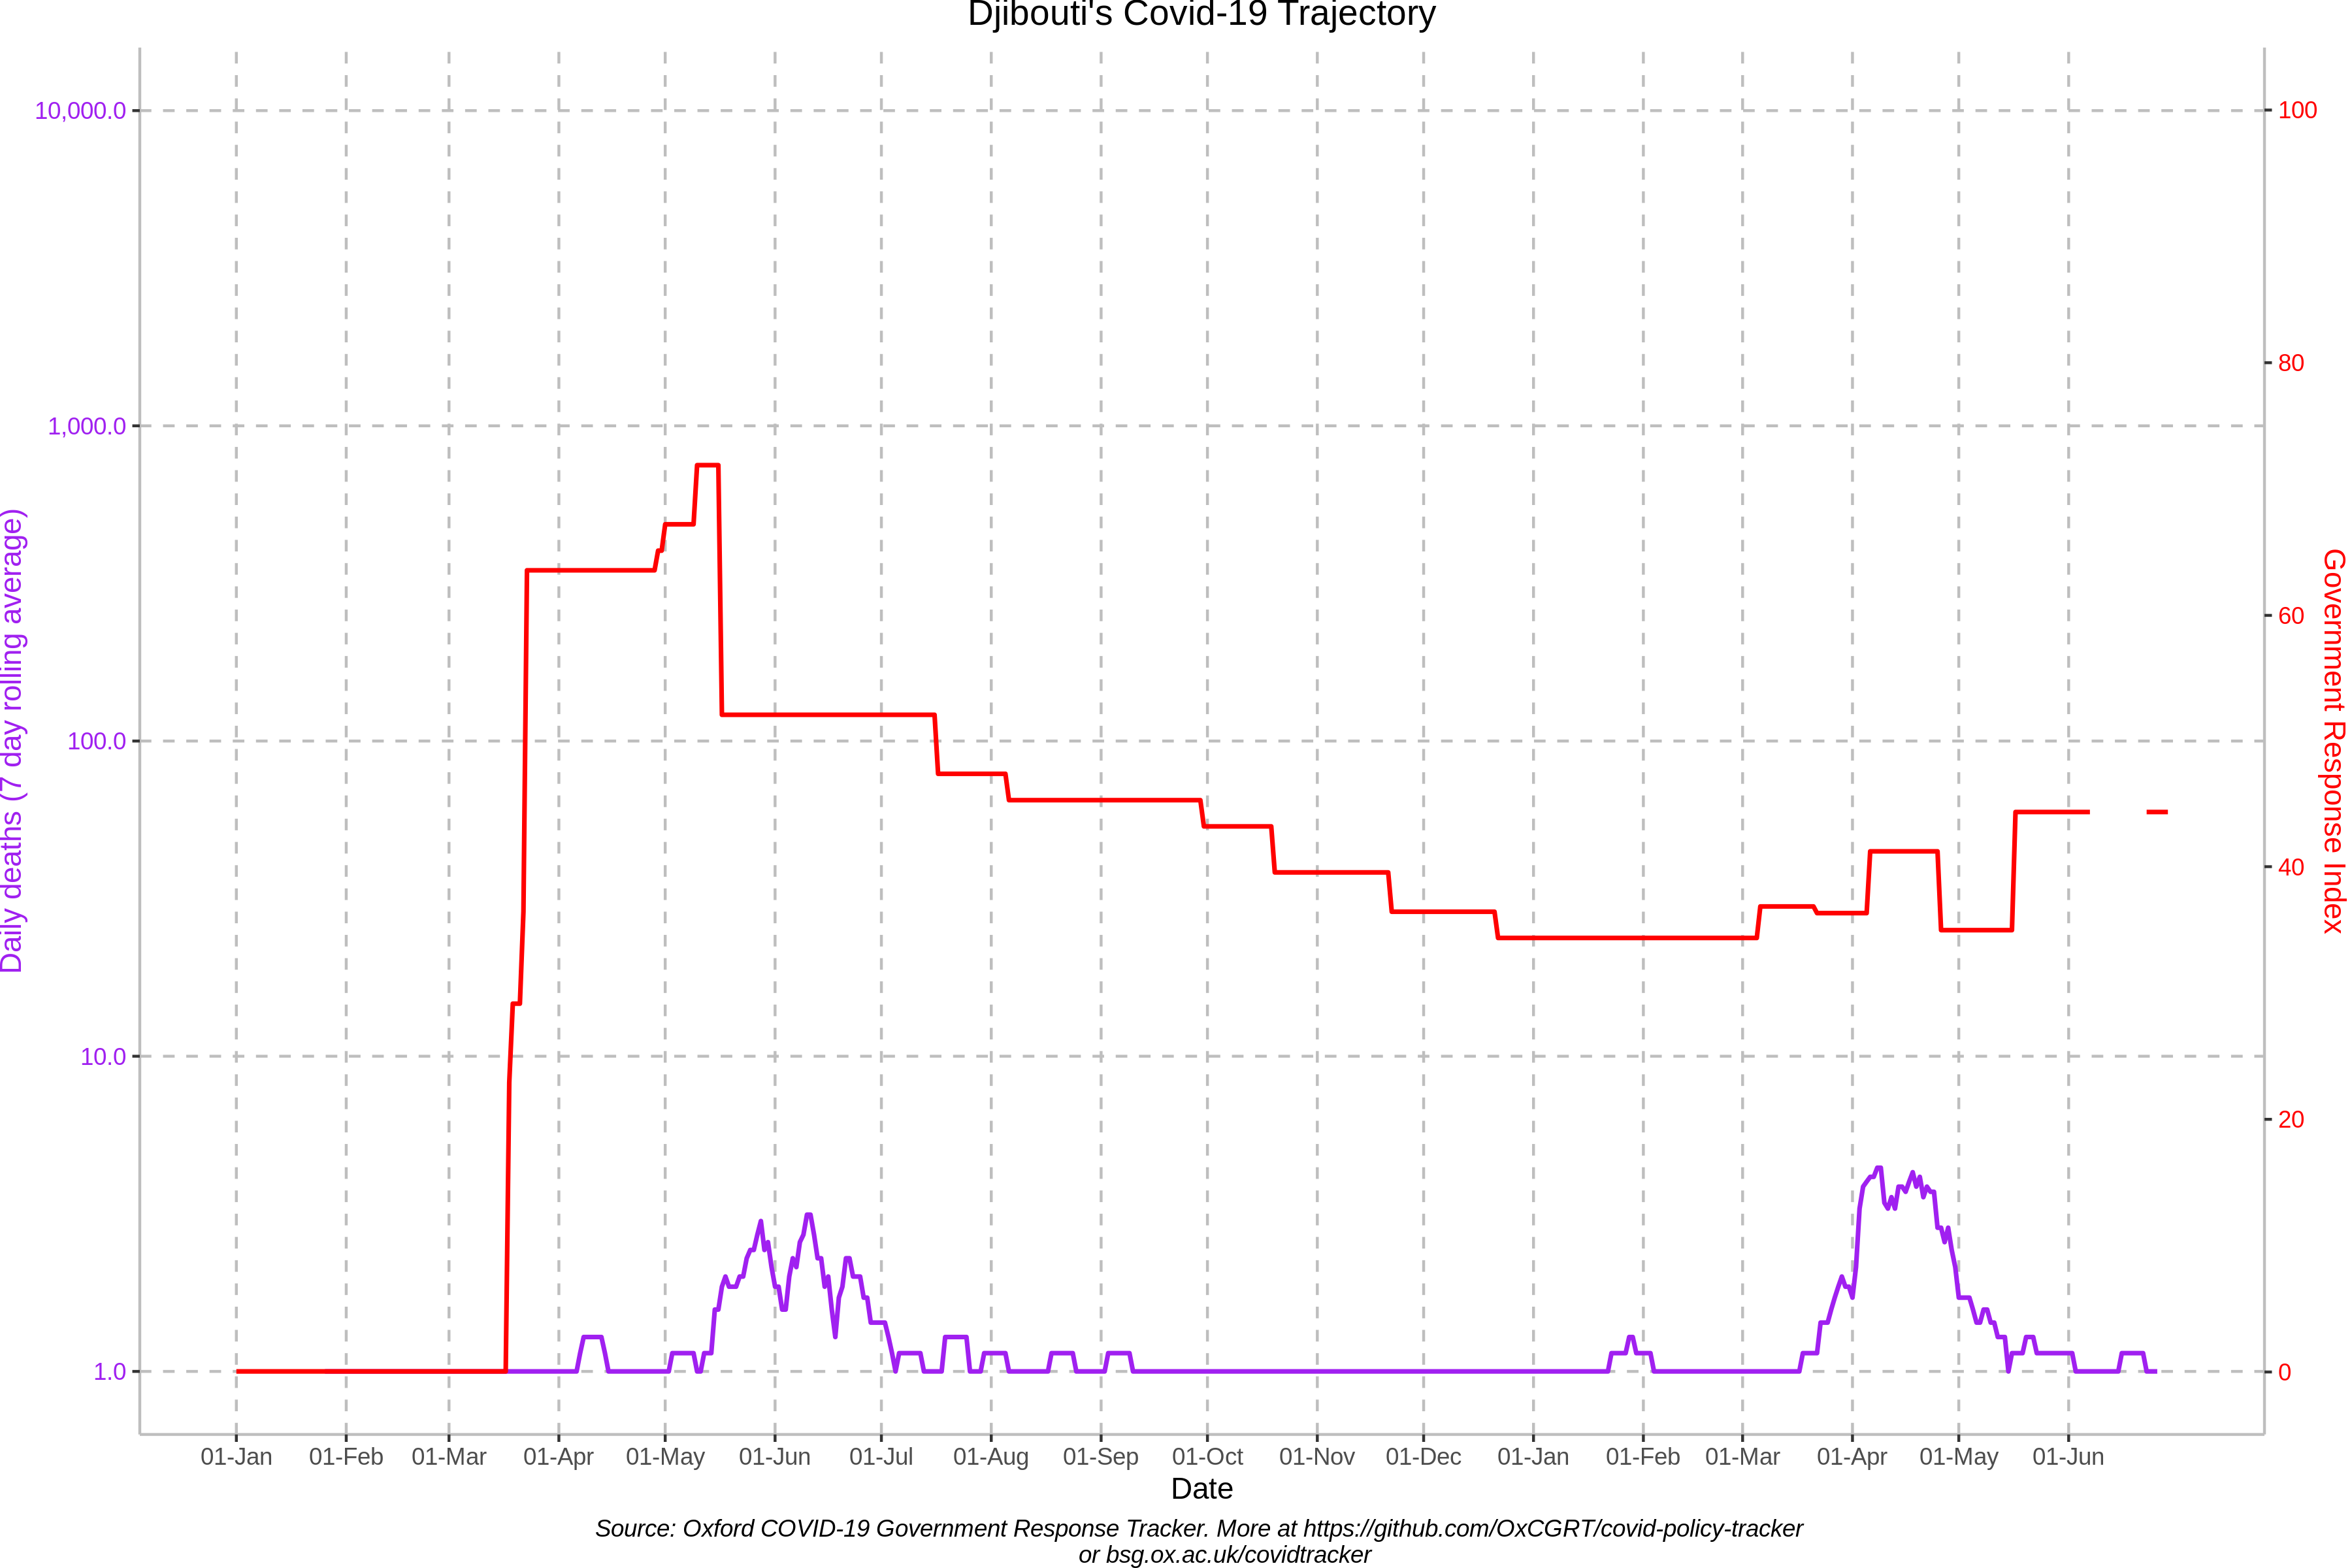 Djibouti's Covid-19 Trajectory
10,000.0
1,000.0
100.0
10.0
1.0
Daily deaths (7 day rolling average)
100
80
60
40
20
0
Government Response Index
01-Jan 01-Feb 01-Mar 01-Apr 01-May 01-Jun 01-Jul 01-Aug 01-Sep 01-Oct 01-Nov 01-Dec 01-Jan 01-Feb 01-Mar 01-Apr 01-May 01-Jun
Date
Source: Oxford COVID-19 Government Response Tracker. More at https://github.com/OxCGRT/covid-policy-tracker
or bsg.ox.ac.uk/covidtracker